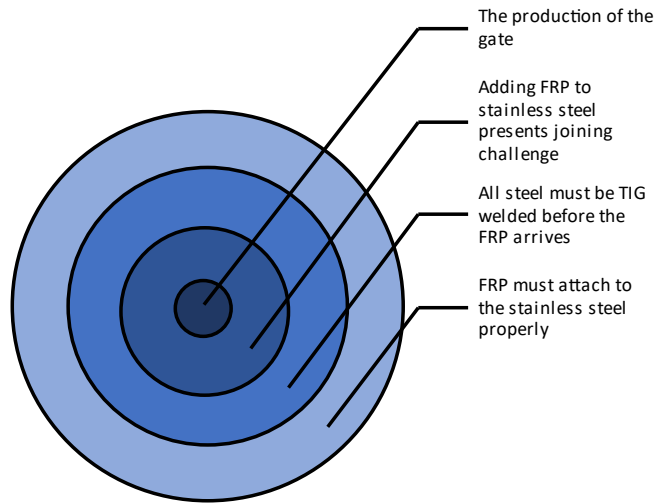 The production of the
gate
Adding FRP to
stainless steel
presents joining
challenge
All steel must be TIG
welded before the
FRP arrives
FRP must attach to
the stainless steel
properly